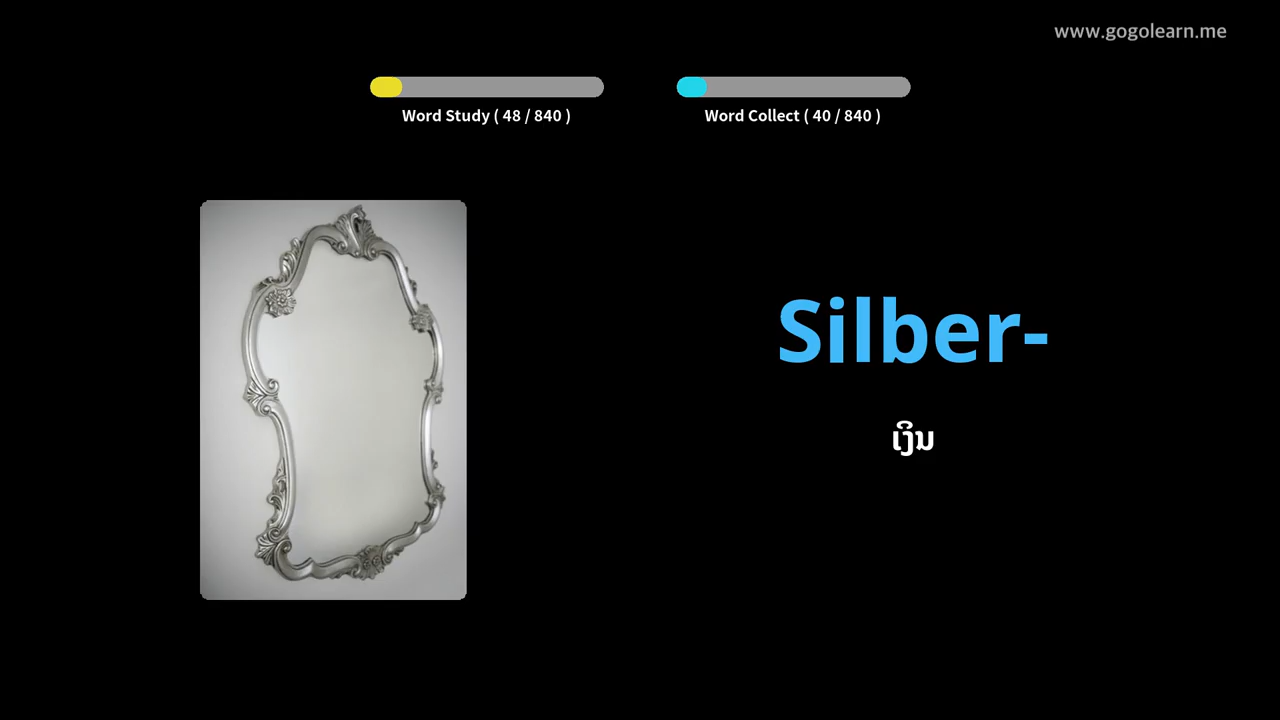 www.gogolearn.me
Word Study ( 48 / 840 )
Word Collect ( 40 / 840 )
Silber-
ເງິນ